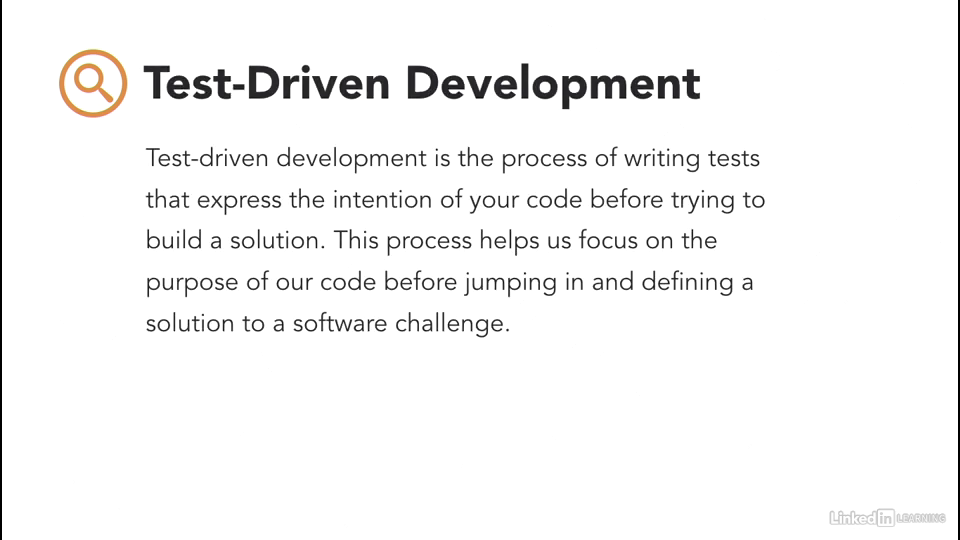 Test-Driven Development
Test-driven development is the process of writing tests
that express the intention of your code before trying to
build a solution. This process helps us focus on the
purpose of our code before jumping in and defining a
solution to a software challenge.
Linked in LEARNING